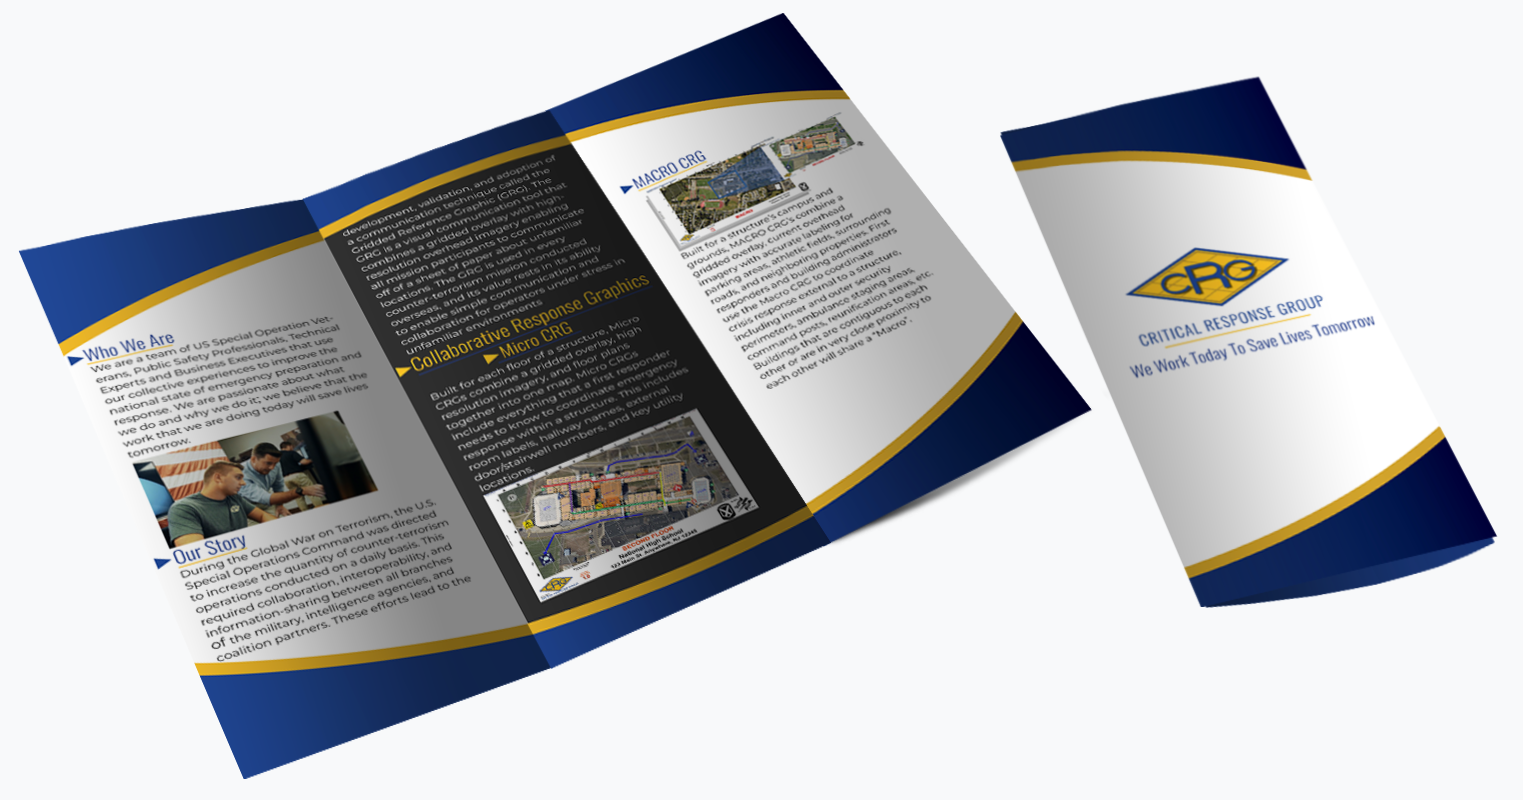 Who We Are
We are a team of US Special Operation Vet-
erans, Public Safety Professionals, Technical
Experts and Business Executives that use
our collective experiences to improve the
national state of emergency preparation and
response. We are passionate about what
we do and why we do it; we believe that the
work that we are doing today will save lives
tomorrow.
Our Story
During the Global War on Terrorism, the U.S.
Special Operations Command was directed
to increase the quantity of counter-terrorism
operations conducted on a daily basis. This
required collaboration, interoperability, and
information-sharing between all branches
of the military, intelligence agencies, and
coalition partners. These efforts lead to the
development, validation, and adoption of
a communication technique called the
Gridded Reference Graphic (GRG). The
GRG is a visual communication tool that
combines a gridded overlay with high-
resolution overhead imagery enabling
all mission participants to communicate
off of a sheet of paper about unfamiliar
locations. The GRG is used in every
counter-terrorism mission conducted
overseas and its value rests in its ability
to enable simple communication and
collaboration for operators under stress in
unfamiliar environments
Collaborative Response Graphics
Micro CRG
Built for each floor of a structure, Micro
CRGs combine a gridded overlay, high
resolution imagery, and floor plans
together into one map. Micro CRGs
include everything that a first responder
needs to know to coordinate emergency
response within a structure. This includes
room labels, hallway names, external
door/stairwell numbers, and key utility
locations.
SECOND FLOOR
National High School
123 Main St. Anywhere, NJ 12345
CRG
MACRO CRG
Built for a structure's campus and
grounds, MACRO CRG's combine a
gridded overlay, current overhead
imagery with accurate labeling for
parking areas, athletic fields, surrounding
roads, and neighboring properties. First
responders and building administrators
use the Macro CRG to coordinate
crisis response external to a structure,
including inner and outer security
perimeters, ambulance staging areas,
command posts, reunification areas, etc.
Buildings that are contiguous to each
other or are in very close proximity to
each other will share a "Macro".
CRG
CRITICAL RESPONSE GROUP
We Work Today To Save Lives Tomorrow